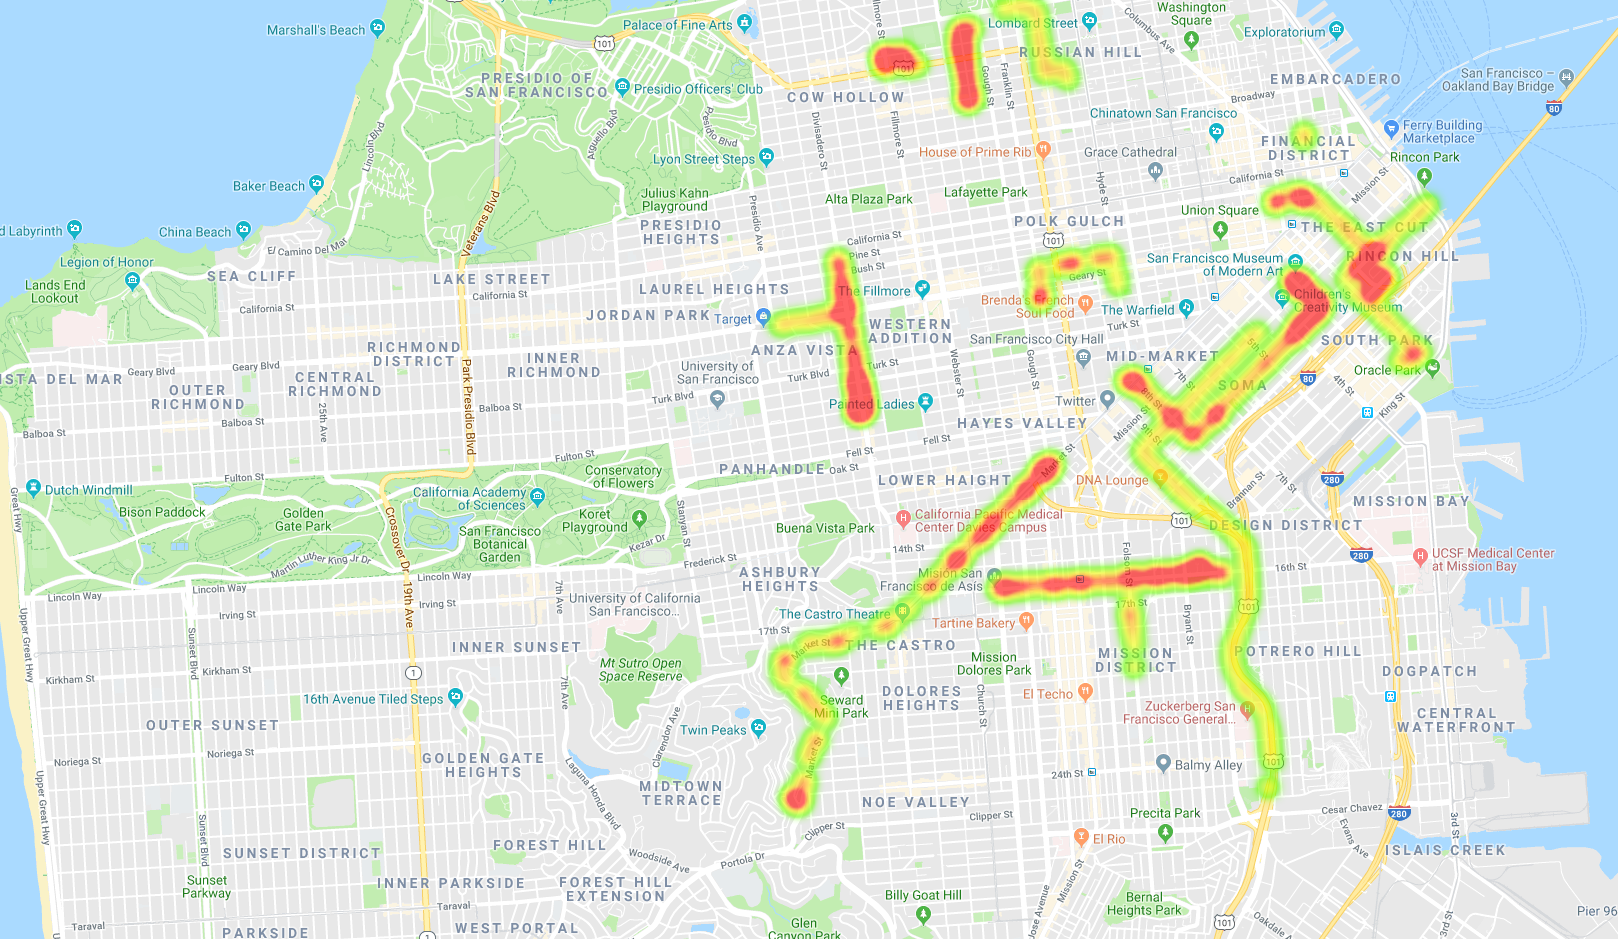 Marshall's Beach
Palace of Fine Arts
Lombard Street
Washington
Square
Columbus Ave
Exploratorium
101
RUSSIAN HILL
PRESIDIO OF
SAN FRANCISCO
Presidio Officers' Club
COW HOLLOW
101
Gough St
Franklin St
EMBARCADERO
San Francisco –
Oakland Bay Bridge
80
Broadway
Lincoln Blvd
Arguello Blvd
Presidio Blvd
Divisadero St
Fillmore St
Chinatown San Francisco
Ferry Building
Marketplace
FINANCIAL
DISTRICT
Lyon Street Steps
House of Prime Rib
Grace Cathedral
Rincon Park
California St
Mission St
Baker Beach
Julius Kahn
Playground
Alta Plaza Park
Lafayette Park
Hyde St
Union Square
China Beach
Veterans Blvd
Presidio Ave
PRESIDIO
HEIGHTS
POLK GULCH
THE EAST CUT
El Camino Del Mar
California St
Pine St
Bush St
101
RINCON HILL
Legion of Honor
SEA CLIFF
LAKE STREET
Geary St
San Francisco Museum
of Modern Art
Lands End
Lookout
California St
California St
LAUREL HEIGHTS
The Fillmore
Brenda's French
Soul Food
Children's
Creativity Museum
The Warfield
JORDAN PARK
Target
WESTERN
ADDITION
Turk St
San Francisco City Hall
SOUTH PARK
RICHMOND
DISTRICT
ANZA VISTA
MID-MARKET
5th St
Geary Blvd
Geary Blvd
INNER
RICHMOND
University of
San Francisco
Turk St
Turk Blvd
Webster St
Gough St
7th St
SOMA
80
4th St
Oracle Park
OUTER
RICHMOND
CENTRAL
RICHMOND
Park Presidio Blvd
Turk Blvd
Painted Ladies
Twitter
8th St
King St
25th Ave
Balboa St
Balboa St
HAYES VALLEY
Mission St
9th St
Fell St
Fell St
Market St
Fulton St
Fulton St
PANHANDLE
Oak St
LOWER HAIGHT
DNA Lounge
Brannan St
7th St
280
Dutch Windmill
Conservatory
of Flowers
California Academy
of Sciences
MISSION BAY
Great Hwy
Bison Paddock
Golden
Gate Park
Crossover Dr
San Francisco
Botanical
Garden
Koret
Playground
Kezar Dr
Stanyan St
Buena Vista Park
California Pacific Medical
Center Davies Campus
101
DESIGN DISTRICT
14th St
280
UCSF Medical Center
at Mission Bay
Martin Luther King Jr Dr
Lincoln Way
Lincoln Way
Lincoln Way
Frederick St
ASHBURY
HEIGHTS
Misión San
Francisco de Asís
Folsom St
16th St
19th Ave
Irving St
Irving St
7th Ave
University of California
San Francisco...
The Castro Theatre
17th St
Bryant St
101
Tartine Bakery
17th St
Market St
THE CASTRO
Upper Great Hwy
Sunset Blvd
INNER SUNSET
Mission
Dolores Park
MISSION
DISTRICT
POTRERO HILL
Mt Sutro Open
Space Reserve
DOGPATCH
Kirkham St
Kirkham St
1
7th Ave
16th Avenue Tiled Steps
Seward
Mini Park
DOLORES
HEIGHTS
Church St
El Techo
Zuckerberg San
Francisco General...
CENTRAL
WATERFRONT
OUTER SUNSET
Clarendon Ave
Twin Peaks
Market St
Noriega St
Noriega St
GOLDEN GATE
HEIGHTS
Laguna Honda Blvd
24th St
Balmy Alley
101
MIDTOWN
TERRACE
NOE VALLEY
Upper Great Hwy
Clipper St
Precita Park
Cesar Chavez
280
Clipper St
El Rio
Evans Ave
3rd St
Sunset Blvd
SUNSET DISTRICT
FOREST HILL
Woodside Ave
Portola Dr
ISLAIS CREEK
Sunset
Parkway
INNER PARKSIDE
FOREST HILL
EXTENSION
Billy Goat Hill
Mission St
Bernal
Heights Park
Jose Avenue
Taraval
Taraval
PARKSIDE
WEST PORTAL
1
Glen
Canyon Park
101
Oakdale
3rd St
Pier 96